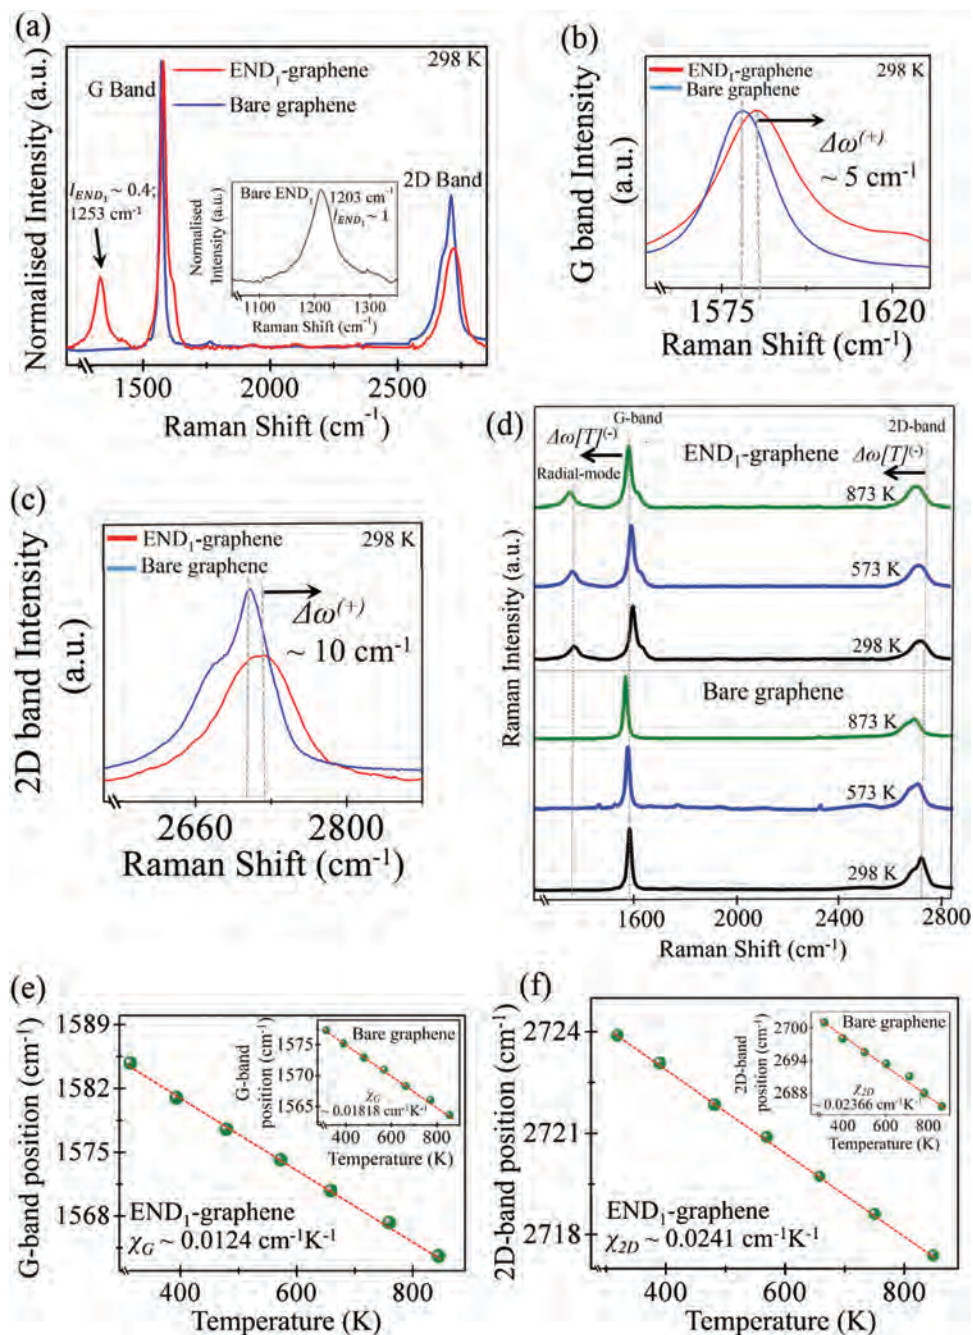 (a)
Normalised Intensity (a.u.)
G Band
END₁-graphene
Bare graphene
298 K
2D Band
I_END₁ ~ 0.4;
1253 cm⁻¹
Normalised
Intensity (a.u.)
Bare END₁
1203 cm⁻¹
I_END₁ ~ 1
1100 1200 1300
Raman Shift (cm⁻¹)
1500 2000 2500
Raman Shift (cm⁻¹)
(b)
G band Intensity
(a.u.)
END₁-graphene
Bare graphene
298 K
Δω⁽⁺⁾
~ 5 cm⁻¹
1575 1620
Raman Shift (cm⁻¹)
(c)
2D band Intensity
(a.u.)
END₁-graphene
Bare graphene
298 K
Δω⁽⁺⁾
~ 10 cm⁻¹
2660 2800
Raman Shift (cm⁻¹)
(d)
Raman Intensity (a.u.)
G-band
2D-band
Δω[T]⁽⁻⁾
Radial-mode
END₁-graphene
Δω[T]⁽⁻⁾
873 K
573 K
298 K
Bare graphene
873 K
573 K
298 K
1600 2000 2400 2800
Raman Shift (cm⁻¹)
(e)
G-band position (cm⁻¹)
1589
1582
1575
1568
G-band
position (cm⁻¹)
1575
1570
1565
Bare graphene
χ_G
~ 0.01818 cm⁻¹K⁻¹
400 600 800
Temperature (K)
END₁-graphene
χ_G ~ 0.0124 cm⁻¹K⁻¹
400 600 800
Temperature (K)
(f)
2D-band position (cm⁻¹)
2724
2721
2718
2D-band
position (cm⁻¹)
2700
2694
2688
Bare graphene
χ_2D
~ 0.02366 cm⁻¹K⁻¹
400 600 800
Temperature (K)
END₁-graphene
χ_2D ~ 0.0241 cm⁻¹K⁻¹
400 600 800
Temperature (K)